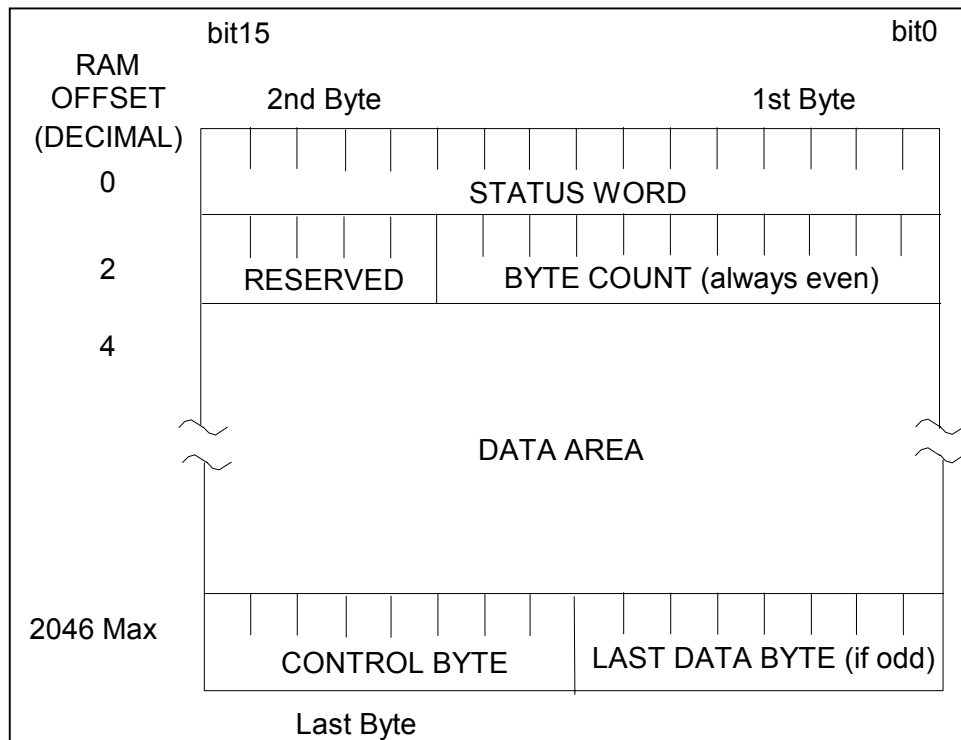 bit15 bit0
RAM
OFFSET
(DECIMAL)
2nd Byte 1st Byte
0 STATUS WORD
2 RESERVED BYTE COUNT (always even)
4
DATA AREA
2046 Max CONTROL BYTE LAST DATA BYTE (if odd)
Last Byte